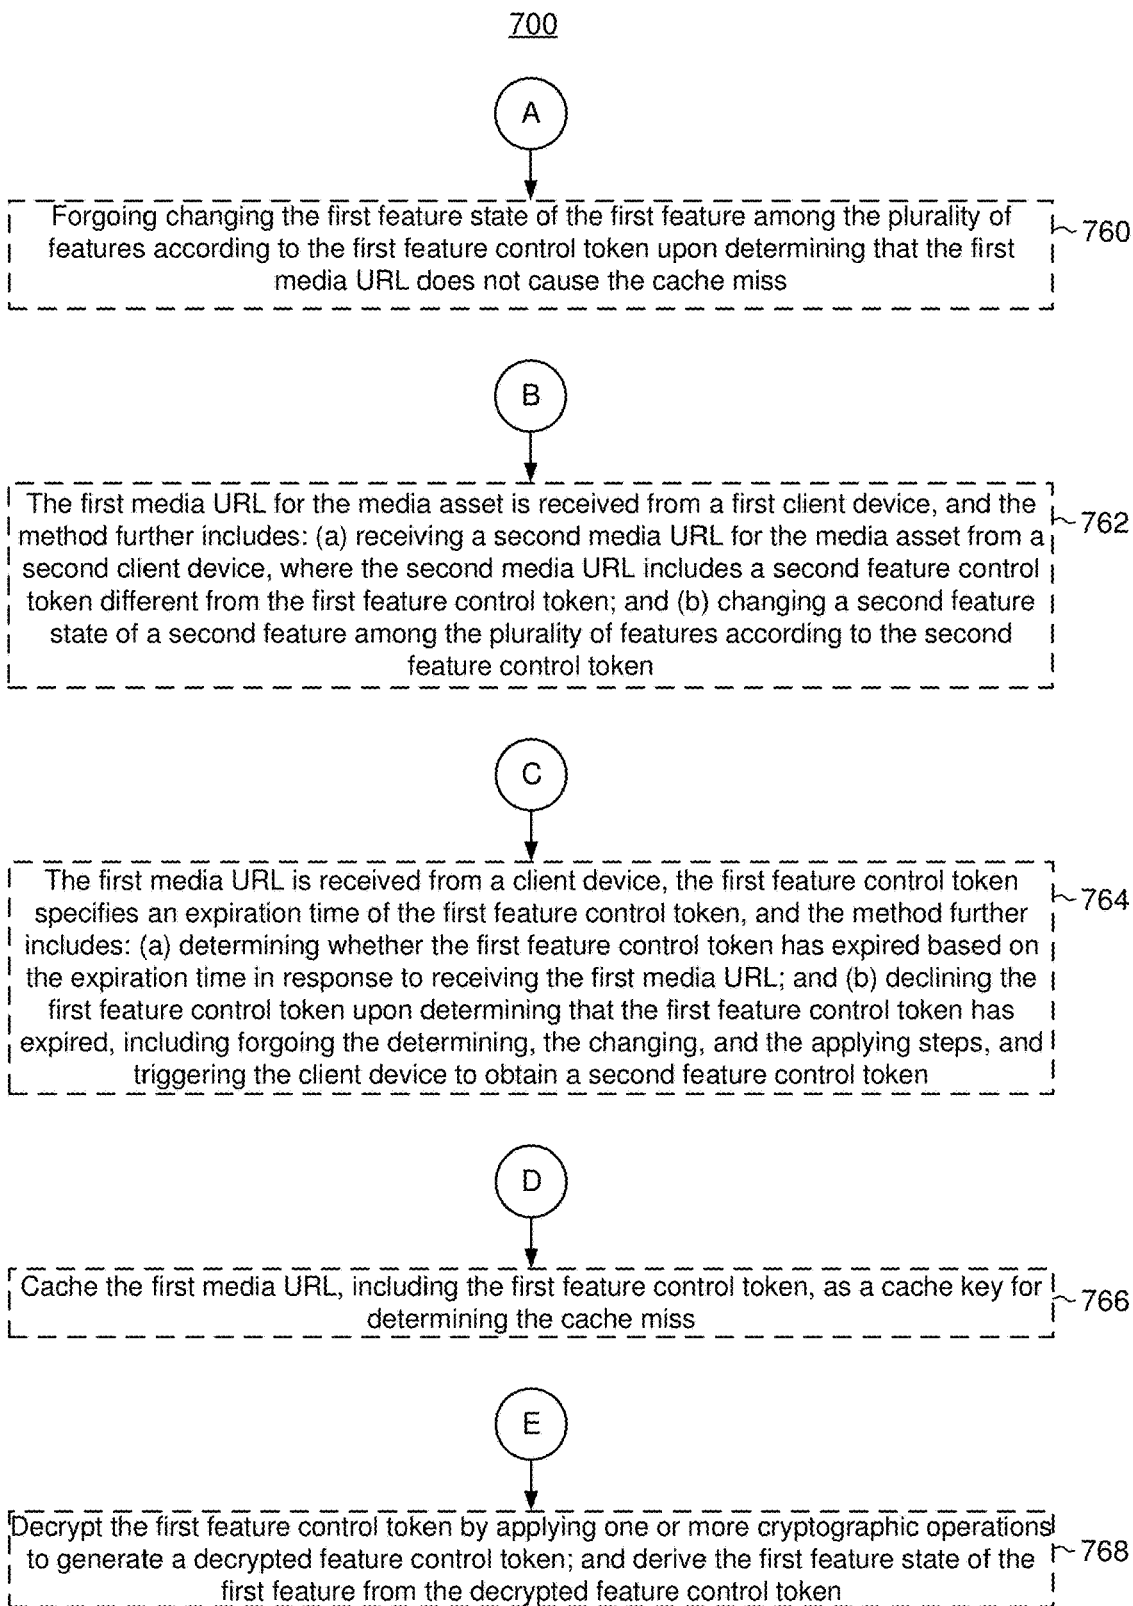 700
A
Forgoing changing the first feature state of the first feature among the plurality of
features according to the first feature control token upon determining that the first
media URL does not cause the cache miss
760
B
The first media URL for the media asset is received from a first client device, and the
method further includes: (a) receiving a second media URL for the media asset from a
second client device, where the second media URL includes a second feature control
token different from the first feature control token; and (b) changing a second feature
state of a second feature among the plurality of features according to the second
feature control token
762
C
The first media URL is received from a client device, the first feature control token
specifies an expiration time of the first feature control token, and the method further
includes: (a) determining whether the first feature control token has expired based on
the expiration time in response to receiving the first media URL; and (b) declining the
first feature control token upon determining that the first feature control token has
expired, including forgoing the determining, the changing, and the applying steps, and
triggering the client device to obtain a second feature control token
764
D
Cache the first media URL, including the first feature control token, as a cache key for
determining the cache miss
766
E
Decrypt the first feature control token by applying one or more cryptographic operations
to generate a decrypted feature control token; and derive the first feature state of the
first feature from the decrypted feature control token
768